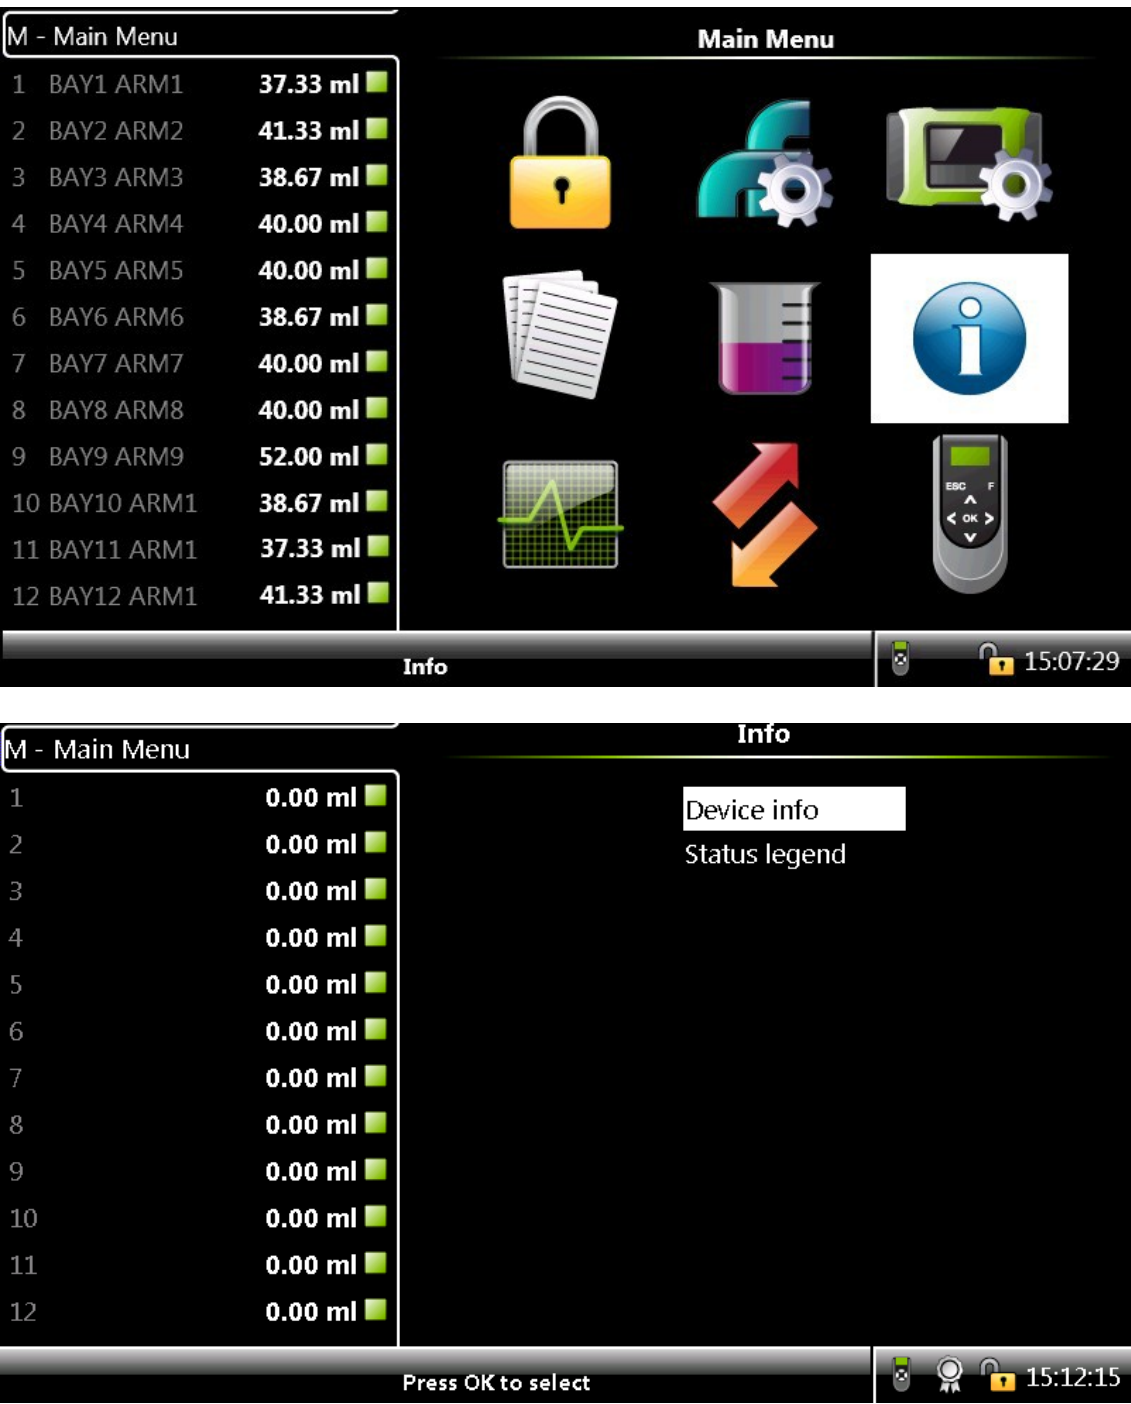 M - Main Menu
Main Menu
1 BAY1 ARM1 37.33 ml
2 BAY2 ARM2 41.33 ml
3 BAY3 ARM3 38.67 ml
4 BAY4 ARM4 40.00 ml
5 BAY5 ARM5 40.00 ml
6 BAY6 ARM6 38.67 ml
7 BAY7 ARM7 40.00 ml
8 BAY8 ARM8 40.00 ml
9 BAY9 ARM9 52.00 ml
10 BAY10 ARM1 38.67 ml
11 BAY11 ARM1 37.33 ml
12 BAY12 ARM1 41.33 ml
ESC F
OK
Info
15:07:29
M - Main Menu
Info
1 0.00 ml
2 0.00 ml
3 0.00 ml
4 0.00 ml
5 0.00 ml
6 0.00 ml
7 0.00 ml
8 0.00 ml
9 0.00 ml
10 0.00 ml
11 0.00 ml
12 0.00 ml
Device info
Status legend
Press OK to select
15:12:15